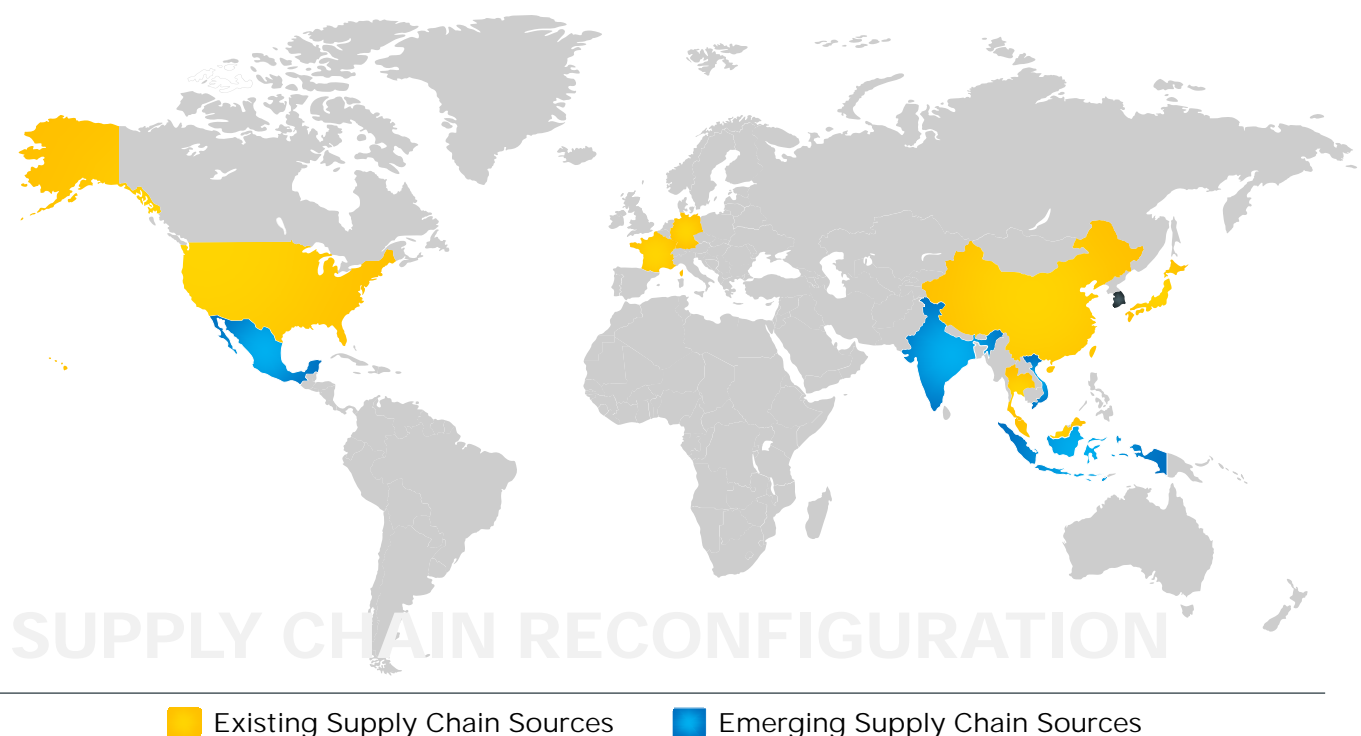 SUPPLY CHAIN RECONFIGURATION
Existing Supply Chain Sources
Emerging Supply Chain Sources